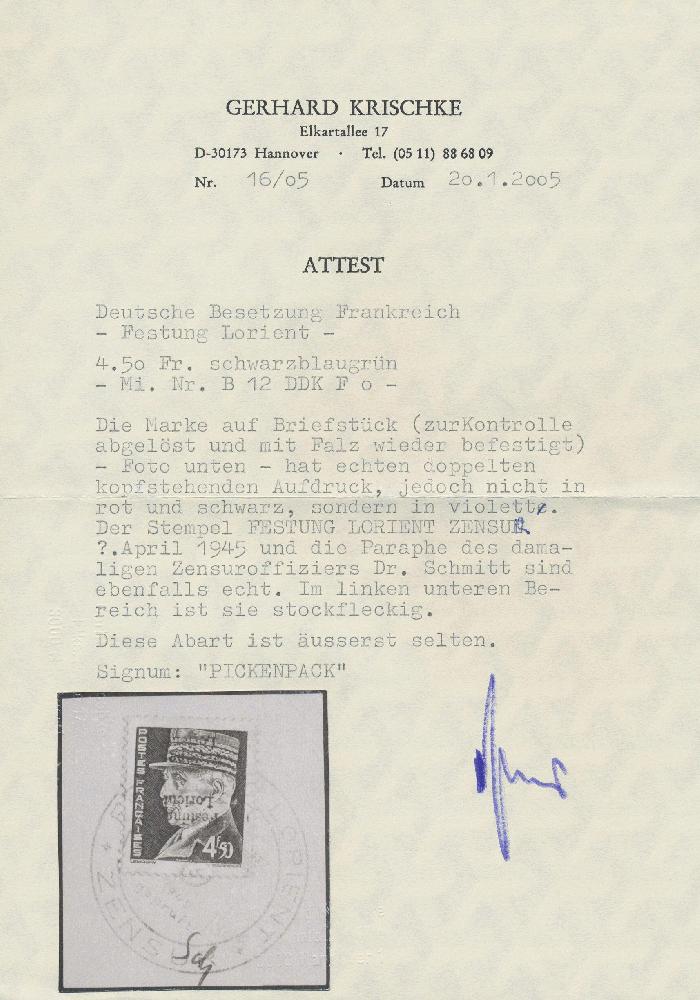 GERHARD KRISCHKE
Elkartallee 17
D-30173 Hannover · Tel. (05 11) 88 68 09
Nr. 16/05 Datum 20.1.2005
ATTEST
Deutsche Besetzung Frankreich
- Festung Lorient -
4.50 Fr. schwarzblaugrün
- Mi. Nr. B 12 DDK F o -
Die Marke auf Briefstück (zurKontrolle
abgelöst und mit Falz wieder befestigt)
- Foto unten - hat echten doppelten
kopfstehenden Aufdruck, jedoch nicht in
rot und schwarz, sondern in violett.
Der Stempel FESTUNG LORIENT ZENSUR
?.April 1945 und die Paraphe des dama-
ligen Zensuroffiziers Dr. Schmitt sind
ebenfalls echt. Im linken unteren Be-
reich ist sie stockfleckig.
Diese Abart ist äusserst selten.
Signum: "PICKENPACK"
POSTES FRANÇAISES
Festung
Lorient
4F50
LORIENT
ZENSUR